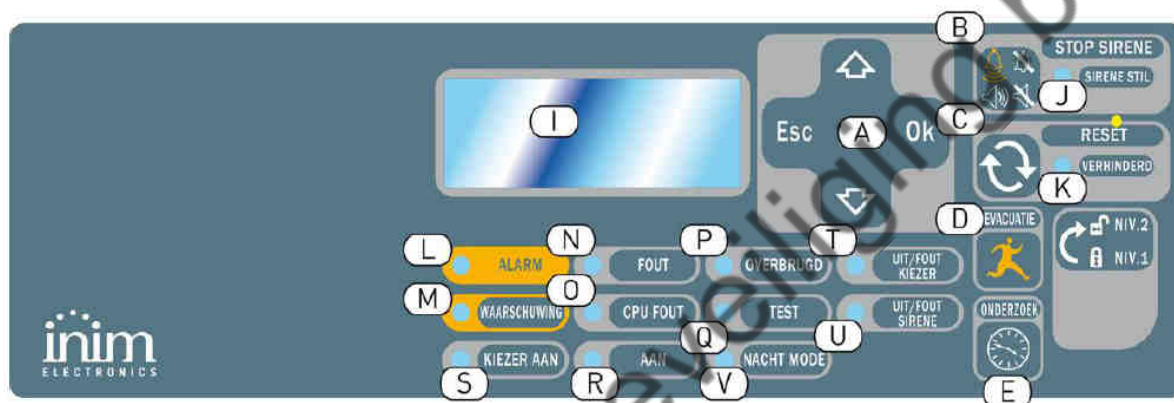 B
STOP SIRENE
SIRENE STIL
J
I
Esc
A
Ok
C
RESET
VERHINDERD
K
D
EVACUATIE
NIV.2
NIV.1
L
ALARM
N
FOUT
P
OVERBRUGD
T
UIT/FOUT
KIEZER
M
WAARSCHUWING
O
CPU FOUT
TEST
UIT/FOUT
SIRENE
ONDERZOEK
Q
U
S
KIEZER AAN
R
AAN
V
NACHT MODE
E
inim
ELECTRONICS